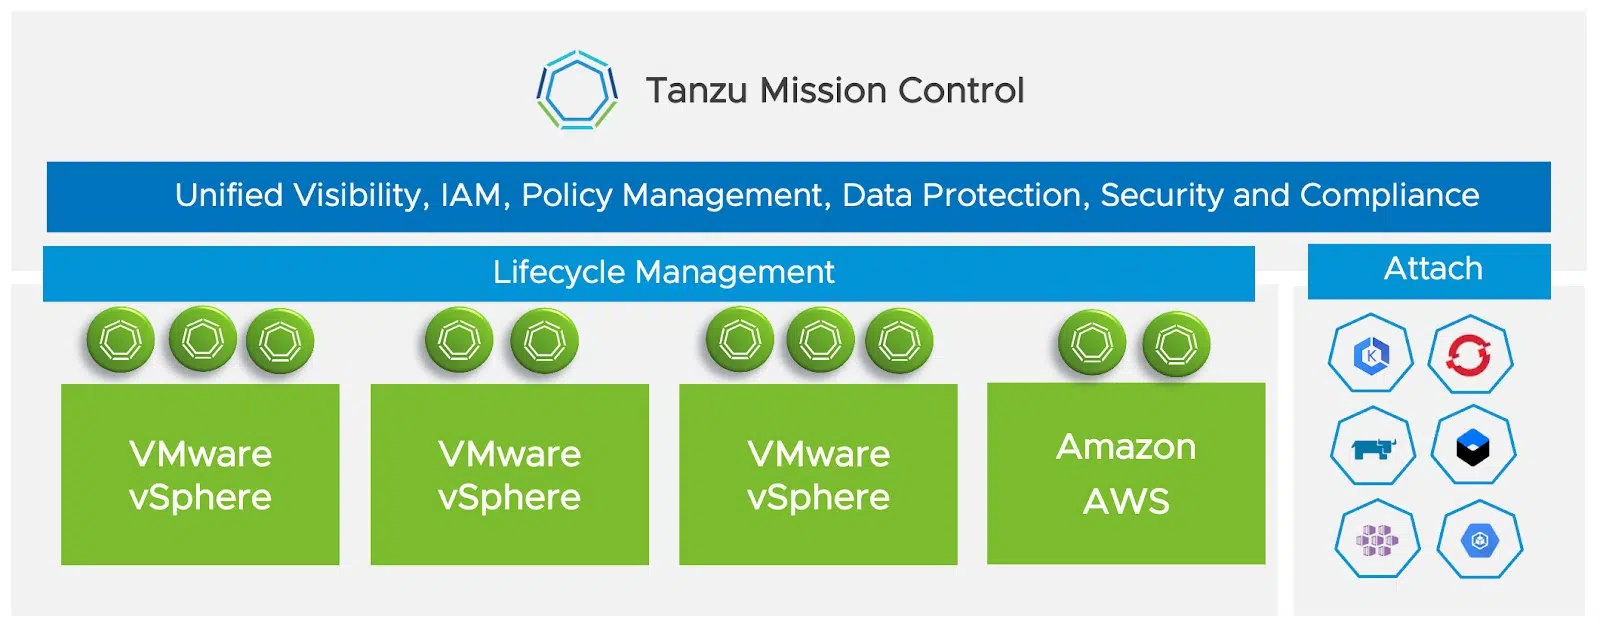 Tanzu Mission Control
Unified Visibility, IAM, Policy Management, Data Protection, Security and Compliance
Lifecycle Management
Attach
VMware
vSphere
VMware
vSphere
VMware
vSphere
Amazon
AWS
K